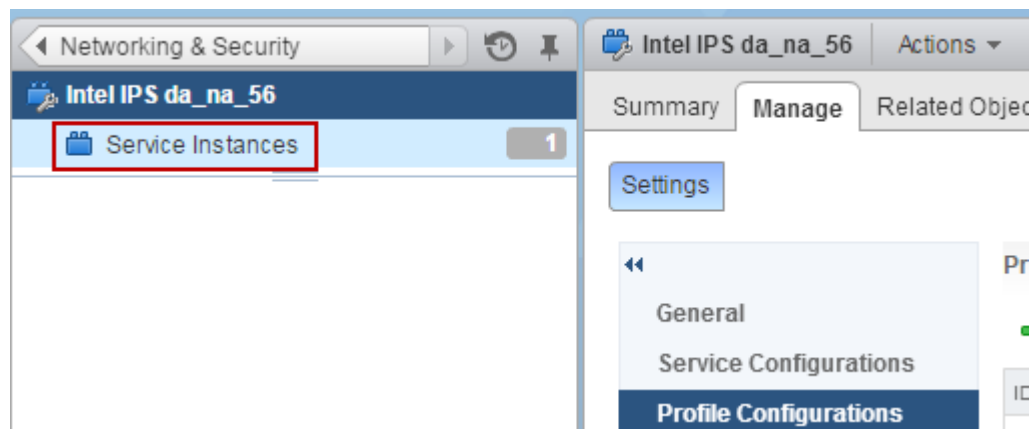 Networking & Security
Intel IPS da_na_56
Service Instances 1
Intel IPS da_na_56 Actions
Summary Manage Related
Settings
General
Service Configurations
Profile Configurations